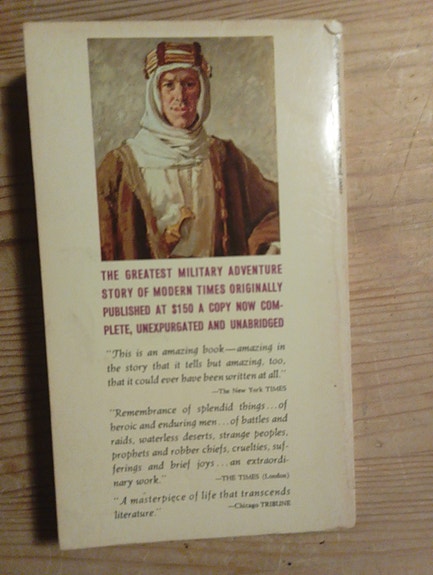 THE GREATEST MILITARY ADVENTURE
STORY OF MODERN TIMES ORIGINALLY
PUBLISHED AT $150 A COPY NOW COM-
PLETE, UNEXPURGATED AND UNABRIDGED
"This is an amazing book—amazing in
the story that it tells but amazing, too,
that it could ever have been written at all."
—The New York TIMES
"Remembrance of splendid things...of
heroic and enduring men...of battles and
raids, waterless deserts, strange peoples,
prophets and robber chiefs, cruelties, suf-
ferings and brief joys...an extraordi-
nary work."
—THE TIMES (London)
"A masterpiece of life that transcends
literature."
—Chicago TRIBUNE